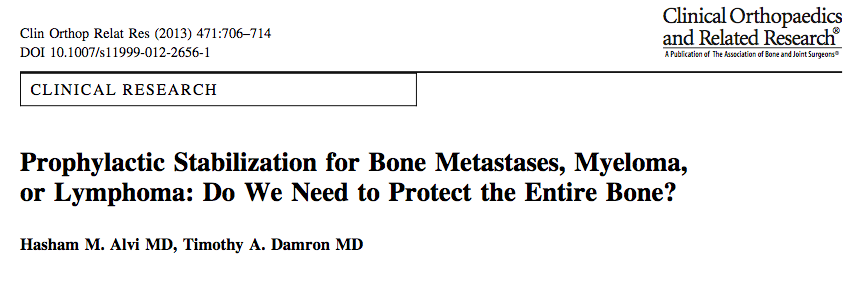 Clin Orthop Relat Res (2013) 471:706–714
DOI 10.1007/s11999-012-2656-1
Clinical Orthopaedics
and Related Research®
A Publication of The Association of Bone and Joint Surgeons®
CLINICAL RESEARCH
Prophylactic Stabilization for Bone Metastases, Myeloma,
or Lymphoma: Do We Need to Protect the Entire Bone?
Hasham M. Alvi MD, Timothy A. Damron MD